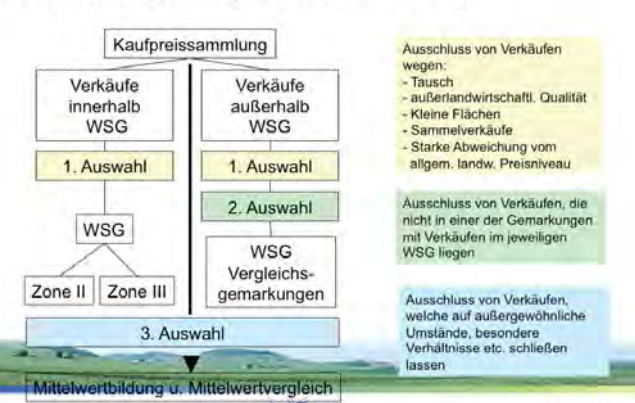 Kaufpreissammlung
Verkäufe
innerhalb
WSG
Verkäufe
außerhalb
WSG
1. Auswahl
1. Auswahl
2. Auswahl
WSG
WSG
Vergleichs-
gemarkungen
Zone II
Zone III
3. Auswahl
Mittelwertbildung u. Mittelwertvergleich
Ausschluss von Verkäufen
wegen:
- Tausch
- außerlandwirtschaftl. Qualität
- Kleine Flächen
- Sammelverkäufe
- Starke Abweichung vom
allgem. landw. Preisniveau
Ausschluss von Verkäufen, die
nicht in einer der Gemarkungen
mit Verkäufen im jeweiligen
WSG liegen
Ausschluss von Verkäufen,
welche auf außergewöhnliche
Umstände, besondere
Verhältnisse etc. schließen
lassen